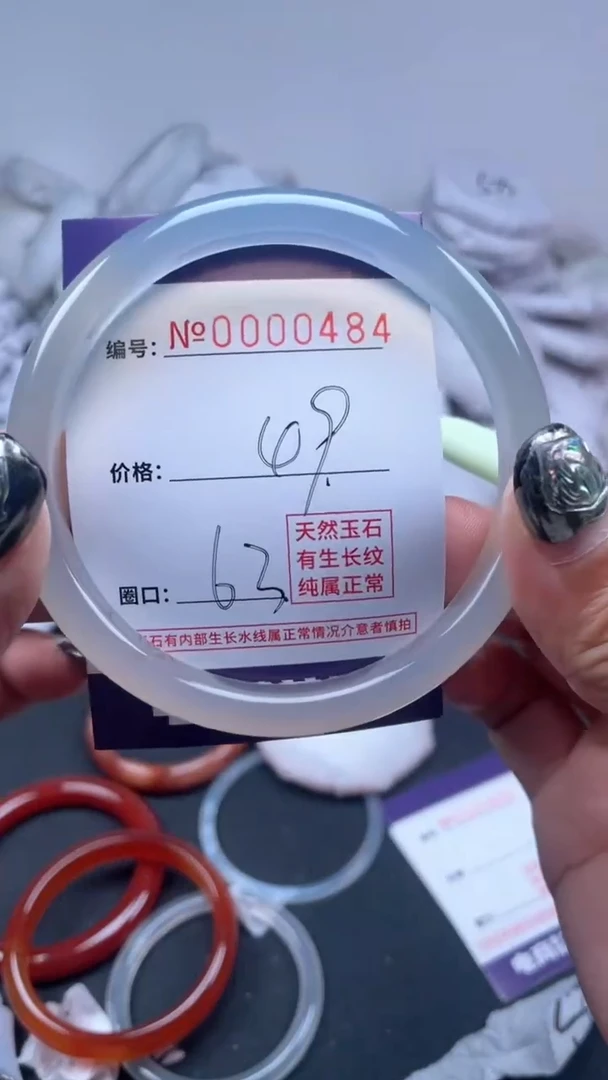 编号： №0000484
价格： 49
天然玉石
有生长纹
纯属正常
圈口： 63
石有内部生长水线属正常情况介意者慎拍